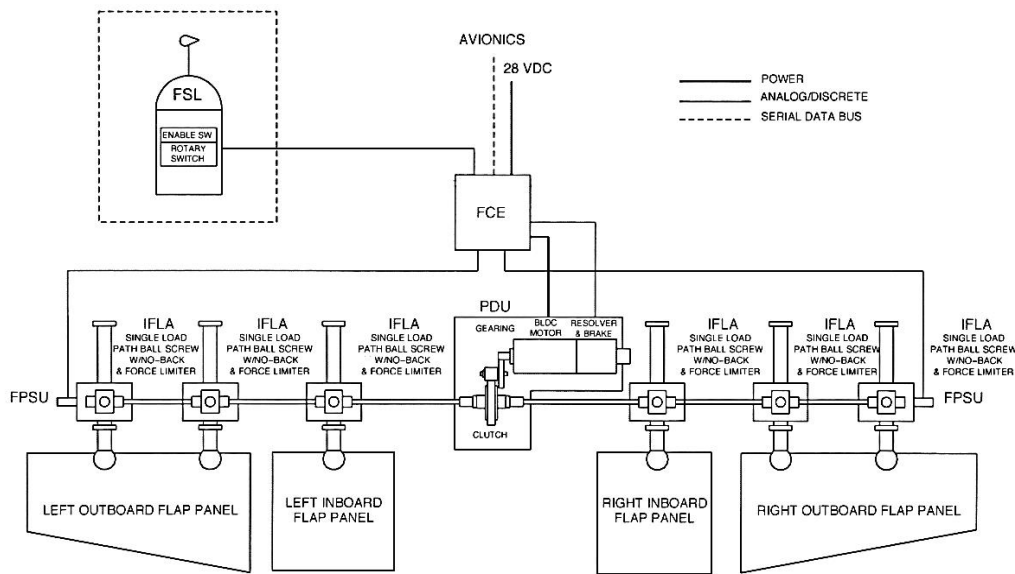 AVIONICS
28 VDC
POWER
ANALOG/DISCRETE
SERIAL DATA BUS
FSL
ENABLE SW
ROTARY
SWITCH
FCE
PDU
GEARING
BLDC
MOTOR
RESOLVER
& BRAKE
CLUTCH
IFLA
SINGLE LOAD
PATH BALL SCREW
W/NO-BACK
& FORCE LIMITER
IFLA
SINGLE LOAD
PATH BALL SCREW
W/NO-BACK
& FORCE LIMITER
IFLA
SINGLE LOAD
PATH BALL SCREW
W/NO-BACK
& FORCE LIMITER
IFLA
SINGLE LOAD
PATH BALL SCREW
W/NO-BACK
& FORCE LIMITER
IFLA
SINGLE LOAD
PATH BALL SCREW
W/NO-BACK
& FORCE LIMITER
IFLA
SINGLE LOAD
PATH BALL SCREW
W/NO-BACK
& FORCE LIMITER
FPSU
FPSU
LEFT OUTBOARD FLAP PANEL
LEFT INBOARD
FLAP PANEL
RIGHT INBOARD
FLAP PANEL
RIGHT OUTBOARD FLAP PANEL